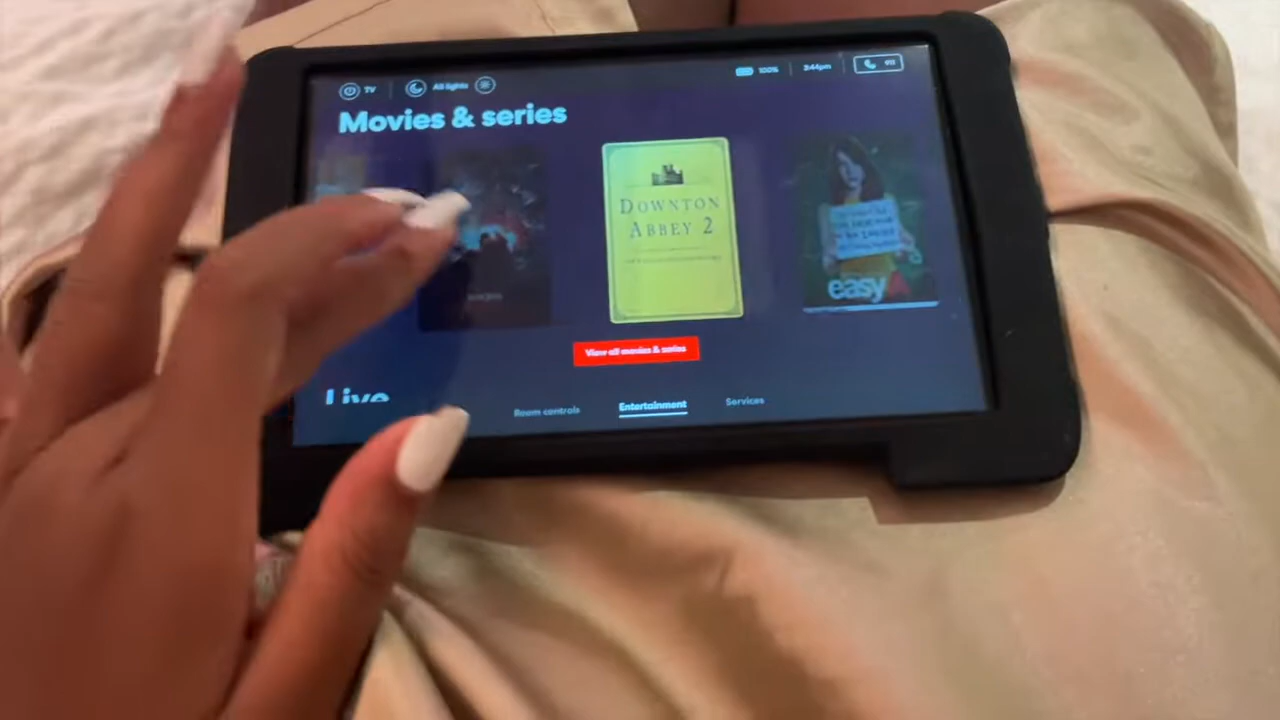 TV
All lights
100%
3:44pm
911
Movies & series
DOWNTON
ABBEY 2
easy A
View all movies & series
Live
Room controls
Entertainment
Services